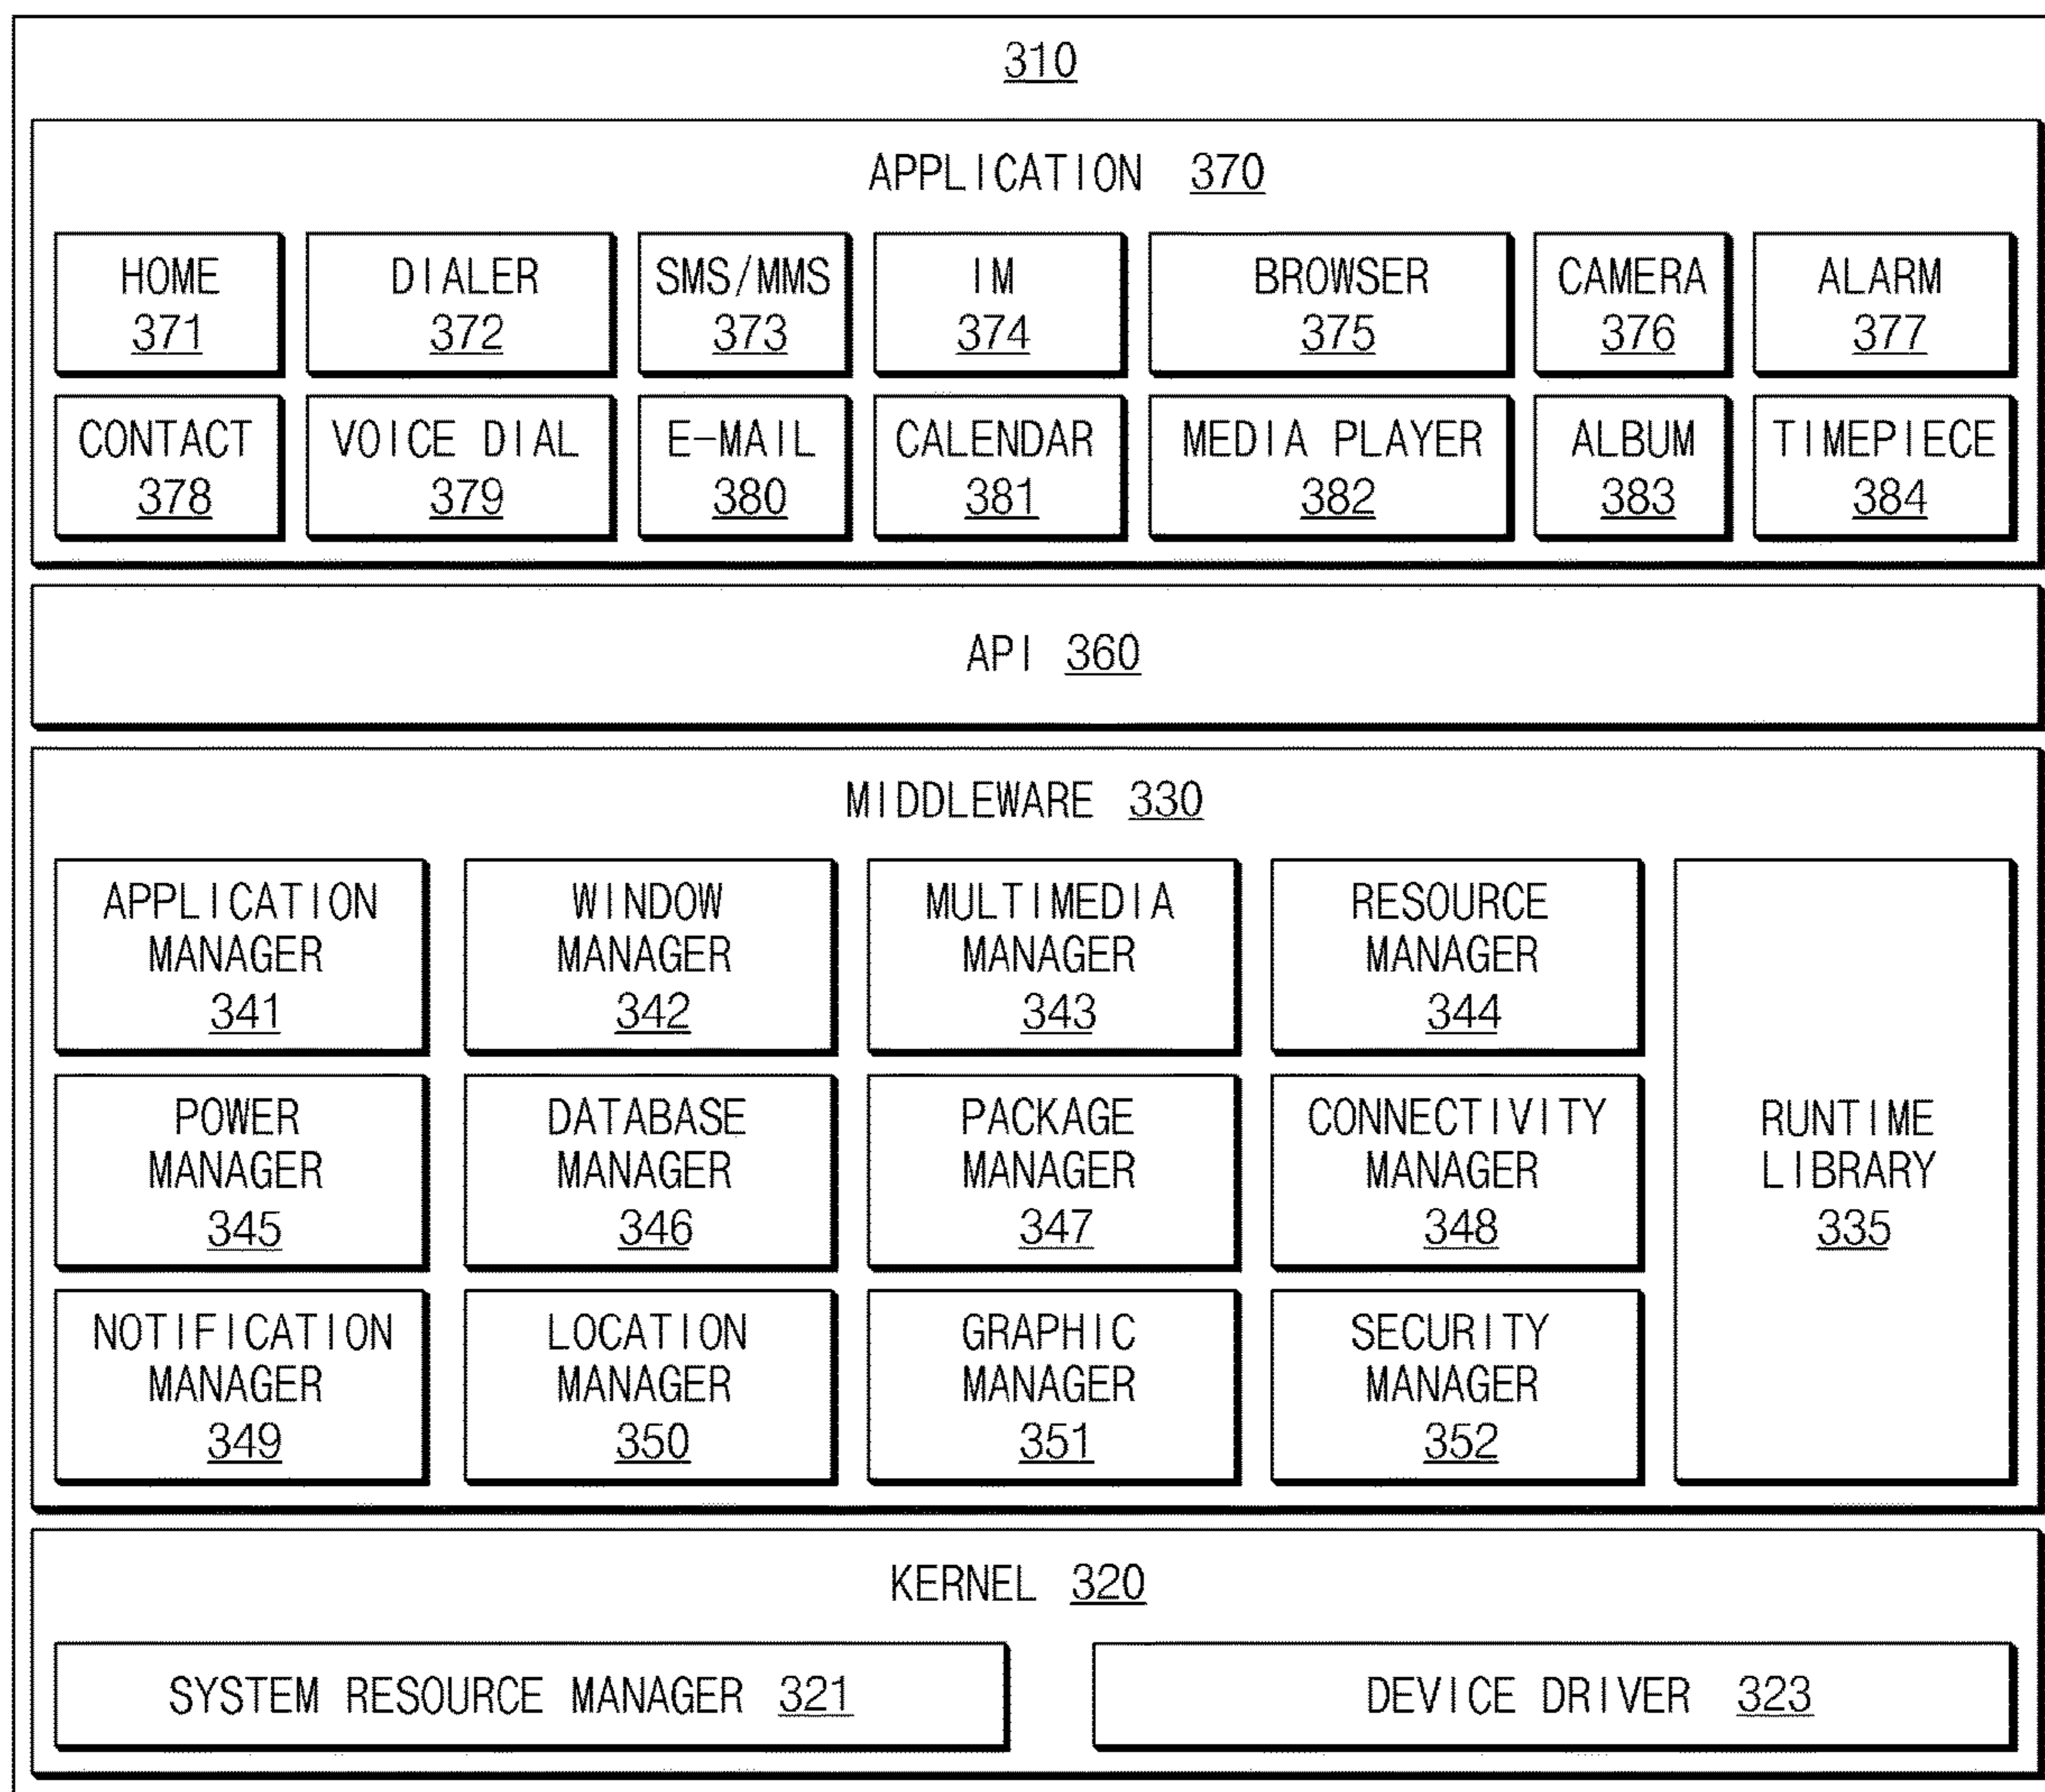 310
APPLICATION 370
HOME
371
DIALER
372
SMS/MMS
373
IM
374
BROWSER
375
CAMERA
376
ALARM
377
CONTACT
378
VOICE DIAL
379
E-MAIL
380
CALENDAR
381
MEDIA PLAYER
382
ALBUM
383
TIMEPIECE
384
API 360
MIDDLEWARE 330
APPLICATION
MANAGER
341
WINDOW
MANAGER
342
MULTIMEDIA
MANAGER
343
RESOURCE
MANAGER
344
POWER
MANAGER
345
DATABASE
MANAGER
346
PACKAGE
MANAGER
347
CONNECTIVITY
MANAGER
348
RUNTIME
LIBRARY
335
NOTIFICATION
MANAGER
349
LOCATION
MANAGER
350
GRAPHIC
MANAGER
351
SECURITY
MANAGER
352
KERNEL 320
SYSTEM RESOURCE MANAGER 321
DEVICE DRIVER 323